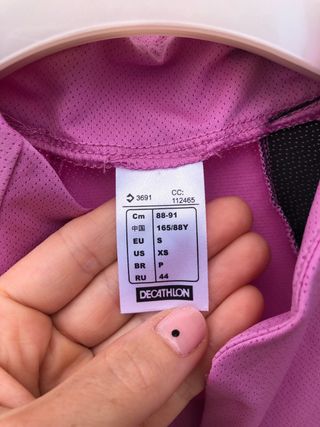 3691 CC:
112465
Cm 88-91
中国 165/88Y
EU S
US XS
BR P
RU 44
DECATHLON